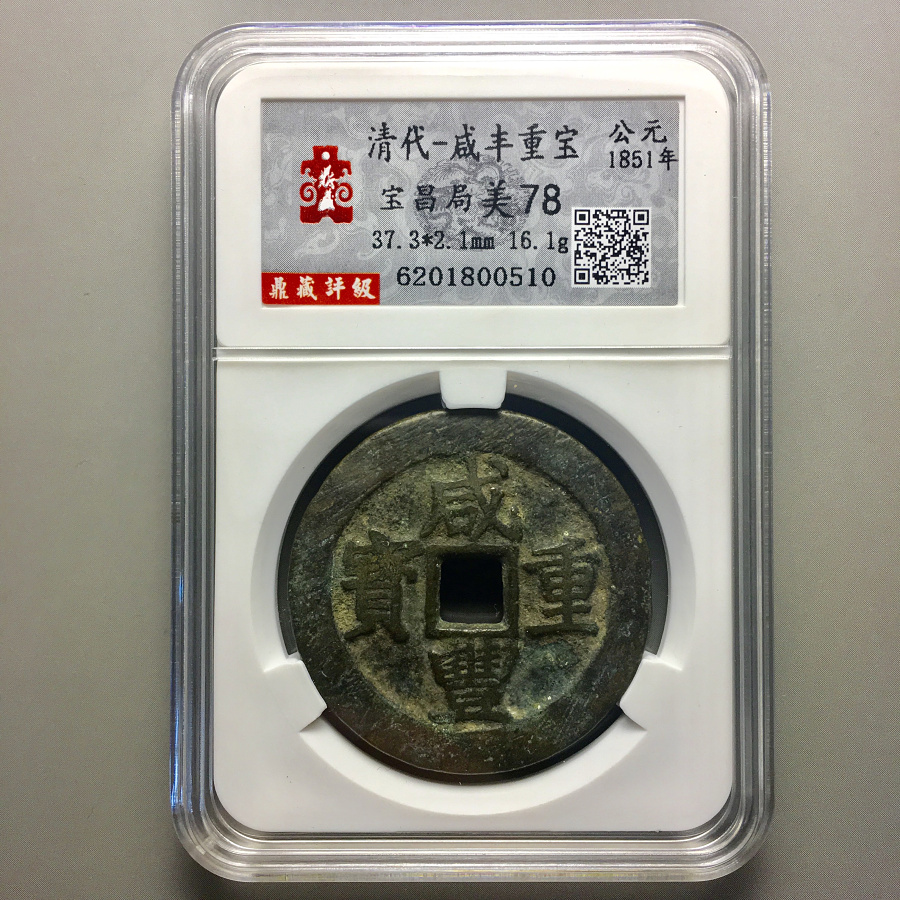 清代-咸丰重宝 公元
1851年
宝昌局 美78
37.3*2.1mm 16.1g
鼎藏評級 6201800510
咸
寶 重
豐